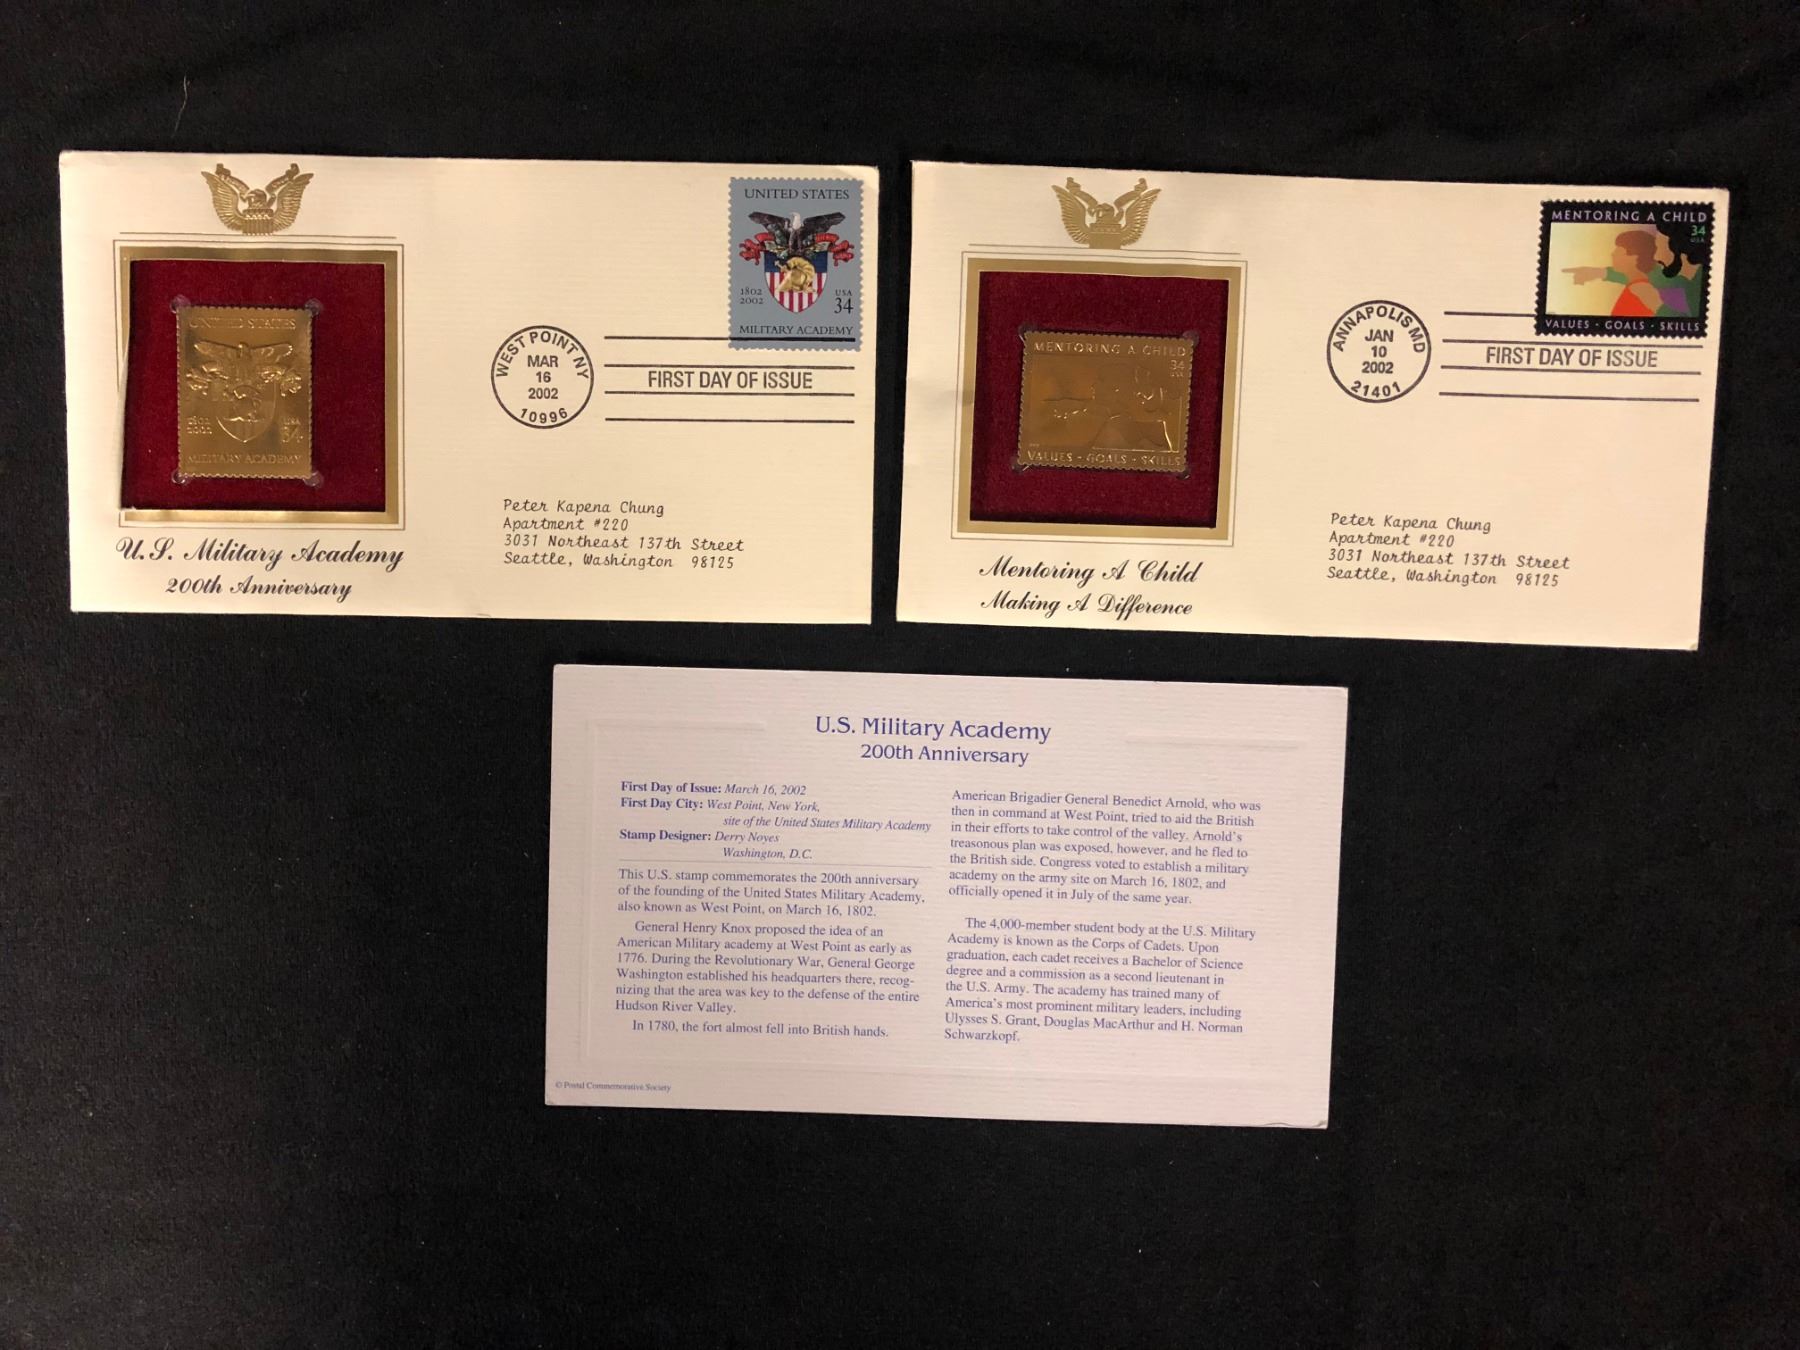 UNITED STATES
1802
2002
USA
34
MILITARY ACADEMY
UNITED STATES
1802
2002
USA
34
MILITARY ACADEMY
WEST POINT NY
MAR
16
2002
10996
FIRST DAY OF ISSUE
Peter Kapena Chung
Apartment #220
3031 Northeast 137th Street
Seattle, Washington 98125
U.S. Military Academy
200th Anniversary
MENTORING A CHILD
34
USA
VALUES · GOALS · SKILLS
MENTORING A CHILD
34
USA
VALUES · GOALS · SKILLS
ANNAPOLIS MD
JAN
10
2002
21401
FIRST DAY OF ISSUE
Peter Kapena Chung
Apartment #220
3031 Northeast 137th Street
Seattle, Washington 98125
Mentoring A Child
Making A Difference
U.S. Military Academy
200th Anniversary
First Day of Issue: March 16, 2002
First Day City: West Point, New York,
site of the United States Military Academy
Stamp Designer: Derry Noyes
Washington, D.C.
This U.S. stamp commemorates the 200th anniversary
of the founding of the United States Military Academy,
also known as West Point, on March 16, 1802.
General Henry Knox proposed the idea of an
American Military academy at West Point as early as
1776. During the Revolutionary War, General George
Washington established his headquarters there, recog-
nizing that the area was key to the defense of the entire
Hudson River Valley.
In 1780, the fort almost fell into British hands.
American Brigadier General Benedict Arnold, who was
then in command at West Point, tried to aid the British
in their efforts to take control of the valley. Arnold's
treasonous plan was exposed, however, and he fled to
the British side. Congress voted to establish a military
academy on the army site on March 16, 1802, and
officially opened it in July of the same year.
The 4,000-member student body at the U.S. Military
Academy is known as the Corps of Cadets. Upon
graduation, each cadet receives a Bachelor of Science
degree and a commission as a second lieutenant in
the U.S. Army. The academy has trained many of
America's most prominent military leaders, including
Ulysses S. Grant, Douglas MacArthur and H. Norman
Schwarzkopf.
© Postal Commemorative Society